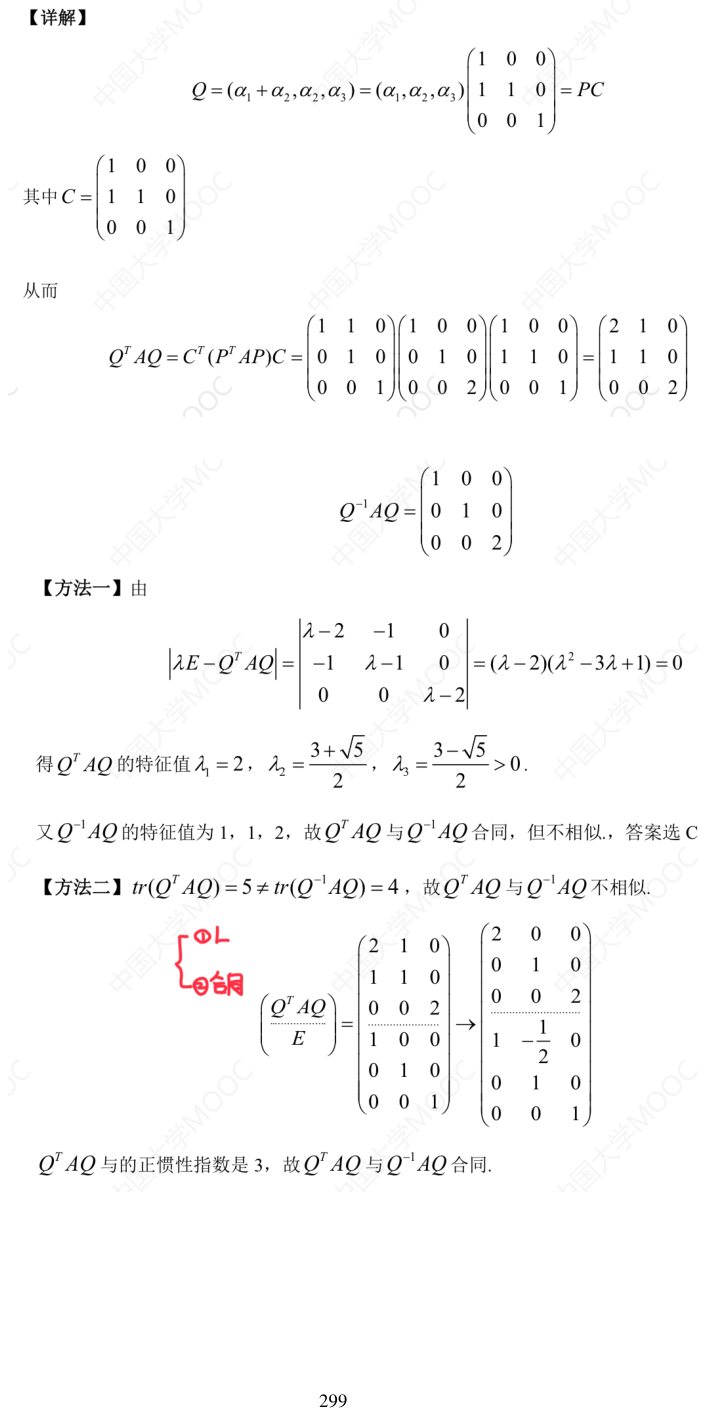 【详解】
Q = (α₁ + α₂, α₂, α₃) = (α₁, α₂, α₃) (1 0 0; 1 1 0; 0 0 1) = PC
其中 C = (1 0 0; 1 1 0; 0 0 1)
从而
QᵀAQ = Cᵀ(PᵀAP)C = (1 1 0; 0 1 0; 0 0 1)(1 0 0; 0 1 0; 0 0 2)(1 0 0; 1 1 0; 0 0 1) = (2 1 0; 1 1 0; 0 0 2)
Q⁻¹AQ = (1 0 0; 0 1 0; 0 0 2)
【方法一】由
|λE − QᵀAQ| = |λ−2 −1 0; −1 λ−1 0; 0 0 λ−2| = (λ−2)(λ² − 3λ + 1) = 0
得 QᵀAQ 的特征值 λ₁ = 2， λ₂ = (3+√5)/2， λ₃ = (3−√5)/2 > 0.
又 Q⁻¹AQ 的特征值为 1，1，2，故 QᵀAQ 与 Q⁻¹AQ 合同，但不相似.，答案选 C
【方法二】tr(QᵀAQ) = 5 ≠ tr(Q⁻¹AQ) = 4，故 QᵀAQ 与 Q⁻¹AQ 不相似.
①L
②合同
(QᵀAQ; E) = (2 1 0; 1 1 0; 0 0 2; 1 0 0; 0 1 0; 0 0 1) → (2 0 0; 0 1 0; 0 0 2; 1 −1/2 0; 0 1 0; 0 0 1)
QᵀAQ 与的正惯性指数是 3，故 QᵀAQ 与 Q⁻¹AQ 合同.
299
中国大学MOOC